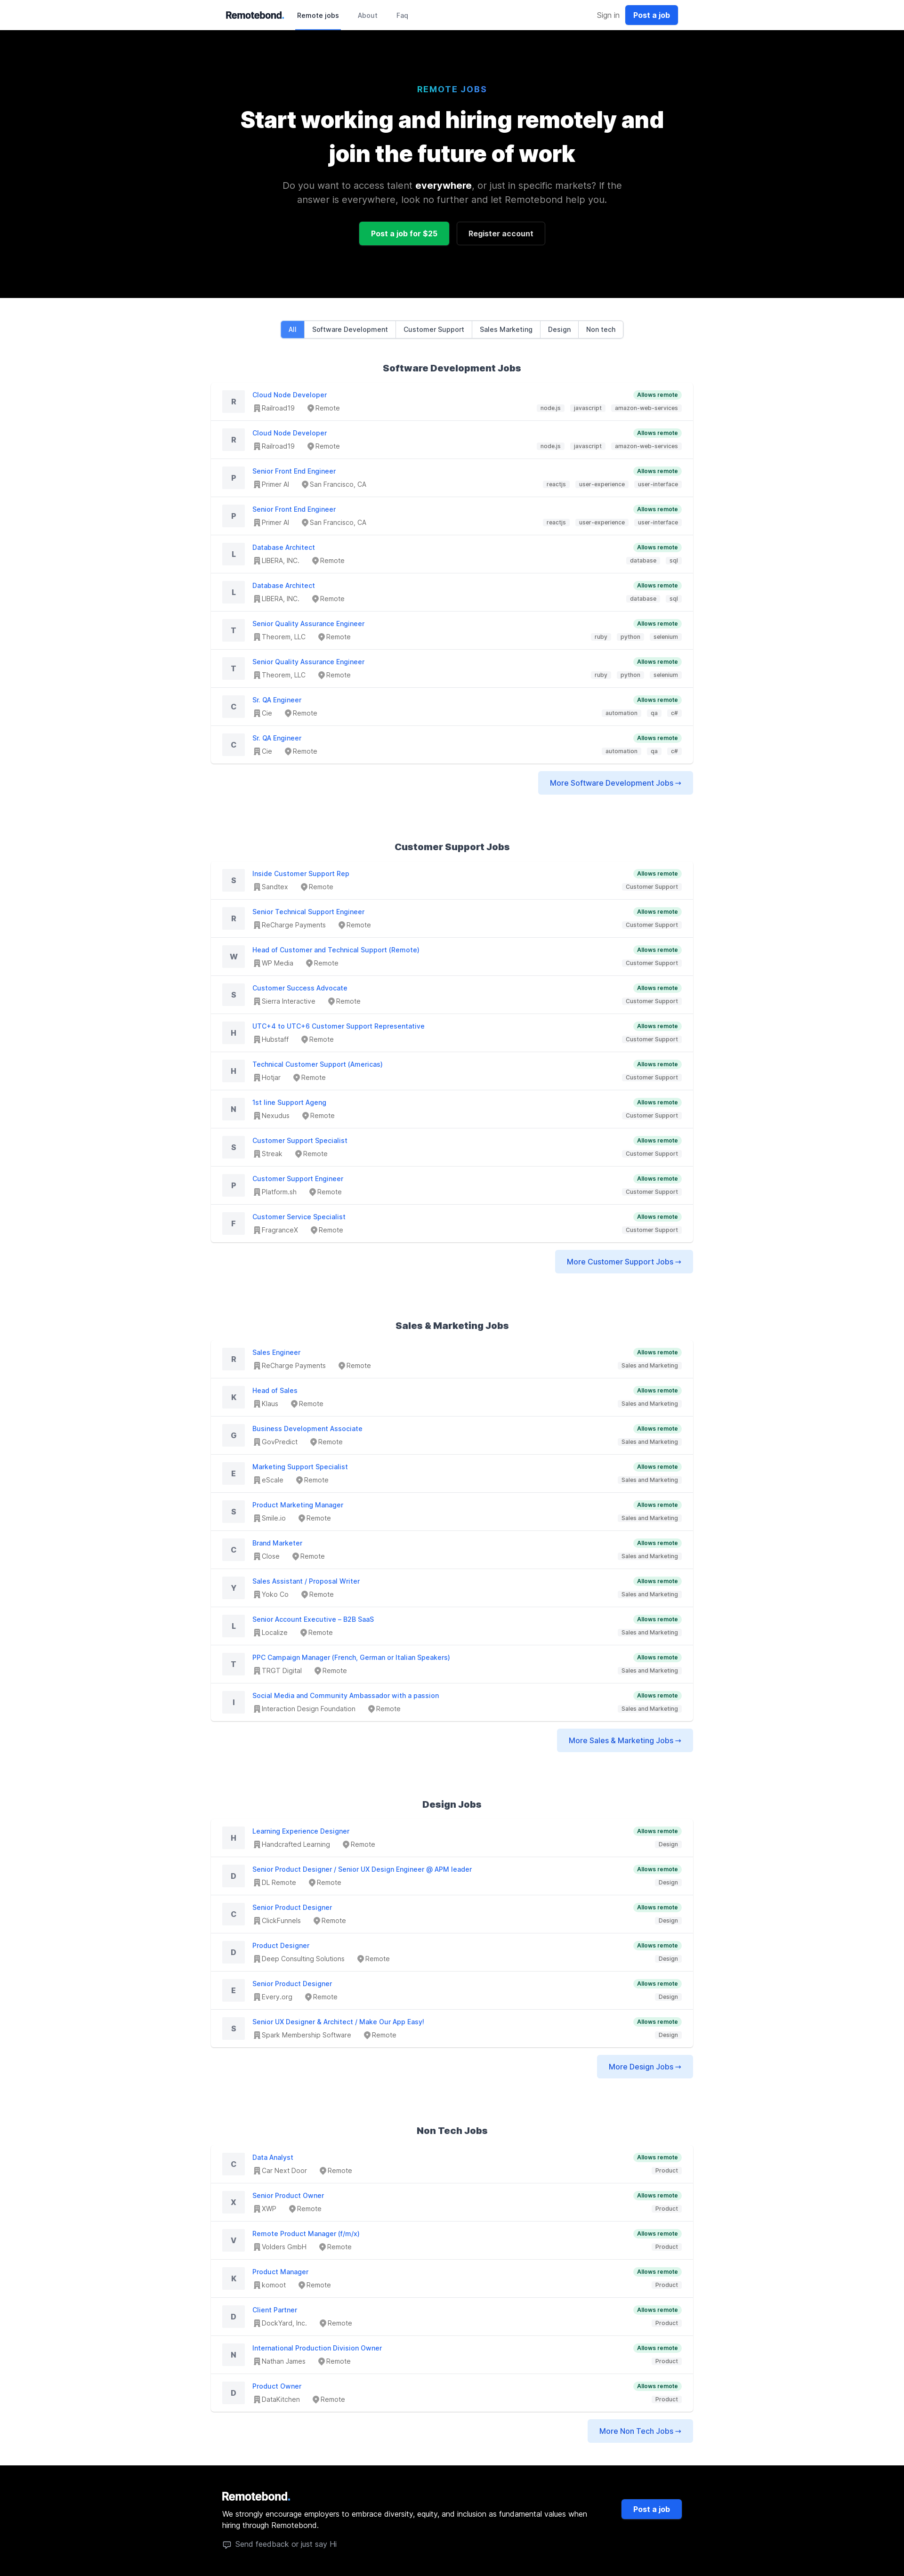 Remotebond. Remote jobs About Faq Sign in Post a job
REMOTE JOBS
Start working and hiring remotely and
join the future of work
Do you want to access talent everywhere, or just in specific markets? If the
answer is everywhere, look no further and let Remotebond help you.
Post a job for $25 Register account
All Software Development Customer Support Sales Marketing Design Non tech
Software Development Jobs
R Cloud Node Developer Allows remote
Railroad19 Remote node.js javascript amazon-web-services
R Cloud Node Developer Allows remote
Railroad19 Remote node.js javascript amazon-web-services
P Senior Front End Engineer Allows remote
Primer AI San Francisco, CA reactjs user-experience user-interface
P Senior Front End Engineer Allows remote
Primer AI San Francisco, CA reactjs user-experience user-interface
L Database Architect Allows remote
LIBERA, INC. Remote database sql
L Database Architect Allows remote
LIBERA, INC. Remote database sql
T Senior Quality Assurance Engineer Allows remote
Theorem, LLC Remote ruby python selenium
T Senior Quality Assurance Engineer Allows remote
Theorem, LLC Remote ruby python selenium
C Sr. QA Engineer Allows remote
Cie Remote automation qa c#
C Sr. QA Engineer Allows remote
Cie Remote automation qa c#
More Software Development Jobs →
Customer Support Jobs
S Inside Customer Support Rep Allows remote
Sandtex Remote Customer Support
R Senior Technical Support Engineer Allows remote
ReCharge Payments Remote Customer Support
W Head of Customer and Technical Support (Remote) Allows remote
WP Media Remote Customer Support
S Customer Success Advocate Allows remote
Sierra Interactive Remote Customer Support
H UTC+4 to UTC+6 Customer Support Representative Allows remote
Hubstaff Remote Customer Support
H Technical Customer Support (Americas) Allows remote
Hotjar Remote Customer Support
N 1st line Support Ageng Allows remote
Nexudus Remote Customer Support
S Customer Support Specialist Allows remote
Streak Remote Customer Support
P Customer Support Engineer Allows remote
Platform.sh Remote Customer Support
F Customer Service Specialist Allows remote
FragranceX Remote Customer Support
More Customer Support Jobs →
Sales & Marketing Jobs
R Sales Engineer Allows remote
ReCharge Payments Remote Sales and Marketing
K Head of Sales Allows remote
Klaus Remote Sales and Marketing
G Business Development Associate Allows remote
GovPredict Remote Sales and Marketing
E Marketing Support Specialist Allows remote
eScale Remote Sales and Marketing
S Product Marketing Manager Allows remote
Smile.io Remote Sales and Marketing
C Brand Marketer Allows remote
Close Remote Sales and Marketing
Y Sales Assistant / Proposal Writer Allows remote
Yoko Co Remote Sales and Marketing
L Senior Account Executive – B2B SaaS Allows remote
Localize Remote Sales and Marketing
T PPC Campaign Manager (French, German or Italian Speakers) Allows remote
TRGT Digital Remote Sales and Marketing
I Social Media and Community Ambassador with a passion Allows remote
Interaction Design Foundation Remote Sales and Marketing
More Sales & Marketing Jobs →
Design Jobs
H Learning Experience Designer Allows remote
Handcrafted Learning Remote Design
D Senior Product Designer / Senior UX Design Engineer @ APM leader Allows remote
DL Remote Remote Design
C Senior Product Designer Allows remote
ClickFunnels Remote Design
D Product Designer Allows remote
Deep Consulting Solutions Remote Design
E Senior Product Designer Allows remote
Every.org Remote Design
S Senior UX Designer & Architect / Make Our App Easy! Allows remote
Spark Membership Software Remote Design
More Design Jobs →
Non Tech Jobs
C Data Analyst Allows remote
Car Next Door Remote Product
X Senior Product Owner Allows remote
XWP Remote Product
V Remote Product Manager (f/m/x) Allows remote
Volders GmbH Remote Product
K Product Manager Allows remote
komoot Remote Product
D Client Partner Allows remote
DockYard, Inc. Remote Product
N International Production Division Owner Allows remote
Nathan James Remote Product
D Product Owner Allows remote
DataKitchen Remote Product
More Non Tech Jobs →
Remotebond.
We strongly encourage employers to embrace diversity, equity, and inclusion as fundamental values when
hiring through Remotebond.
Post a job
Send feedback or just say Hi